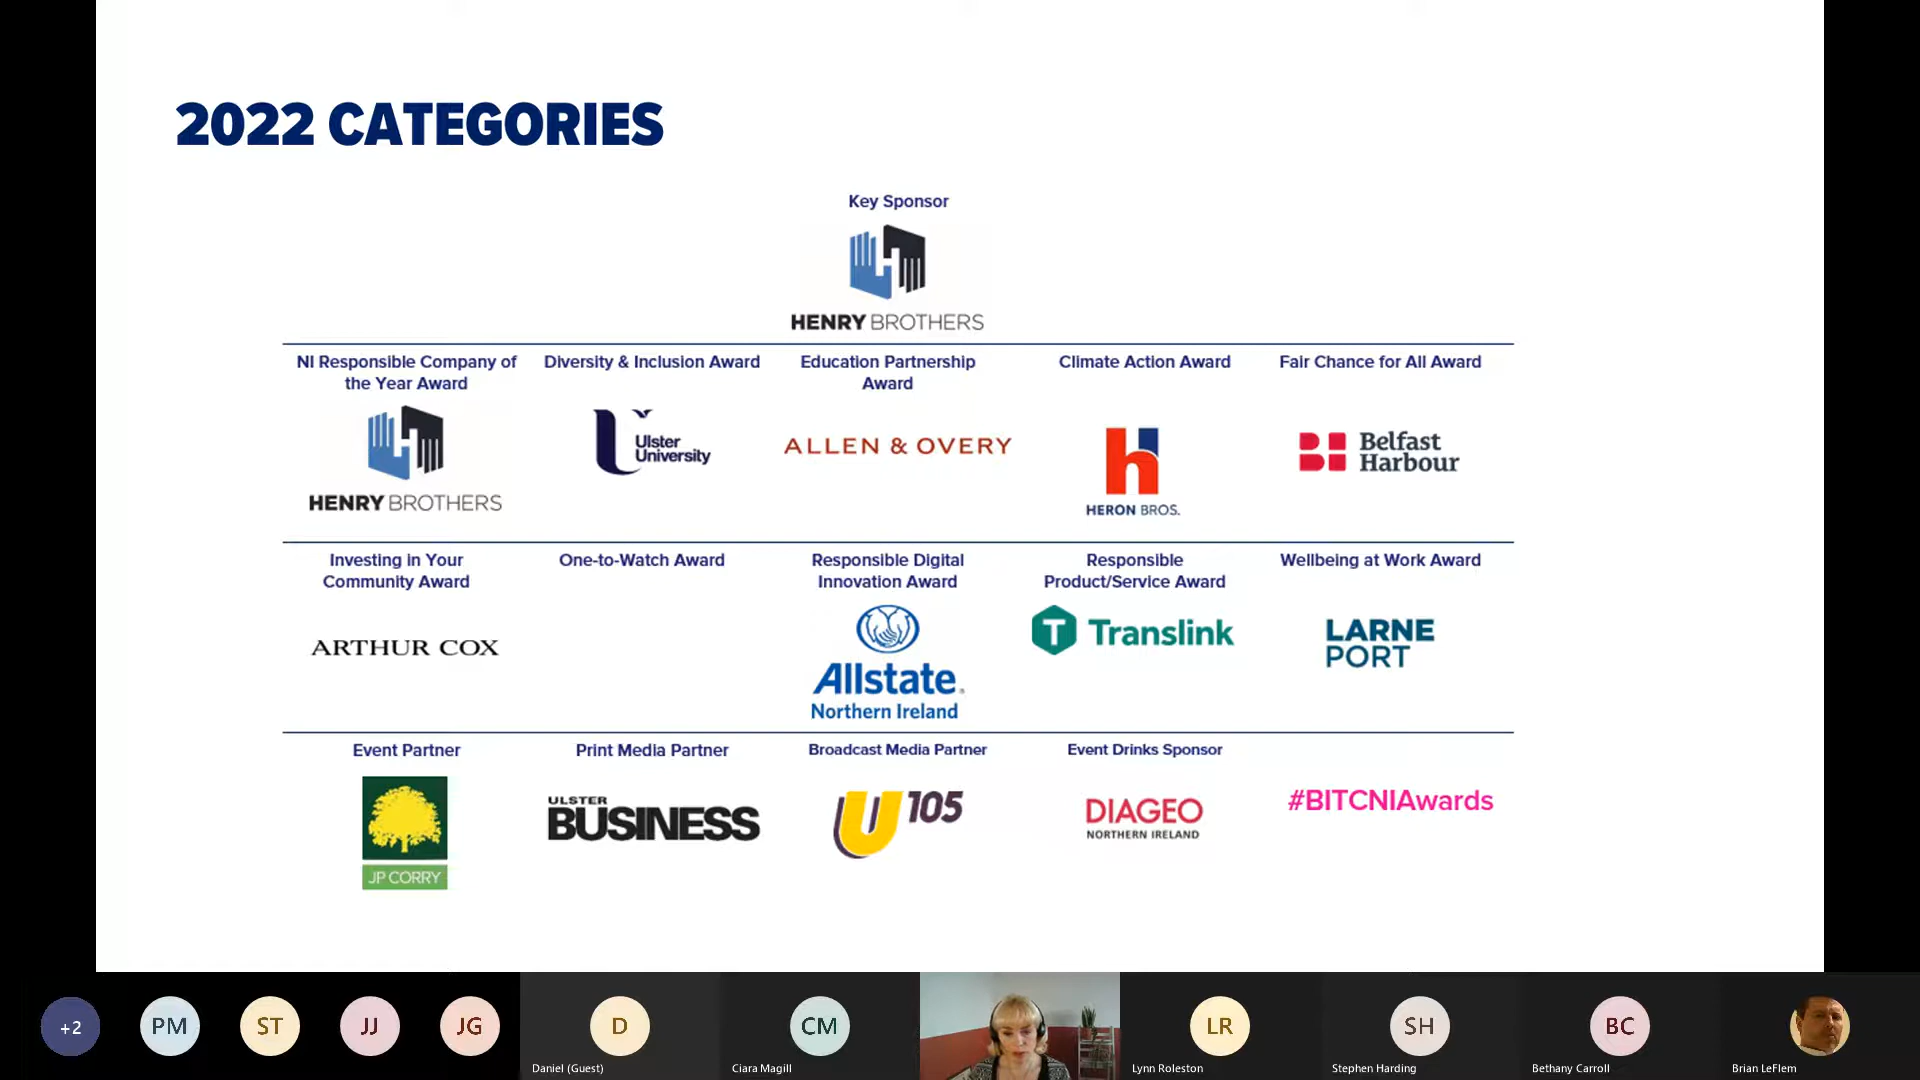 2022 CATEGORIES
Key Sponsor
HENRY BROTHERS
NI Responsible Company of
the Year Award
HENRY BROTHERS
Diversity & Inclusion Award
Ulster
University
Education Partnership
Award
ALLEN & OVERY
Climate Action Award
HERON BROS.
Fair Chance for All Award
Belfast
Harbour
Investing in Your
Community Award
ARTHUR COX
One-to-Watch Award
Responsible Digital
Innovation Award
Allstate
Northern Ireland
Responsible
Product/Service Award
T Translink
Wellbeing at Work Award
LARNE
PORT
Event Partner
JP CORRY
Print Media Partner
ULSTER
BUSINESS
Broadcast Media Partner
U 105
Event Drinks Sponsor
DIAGEO
NORTHERN IRELAND
#BITCNIAwards
+2
PM
ST
JJ
JG
D
Daniel (Guest)
CM
Ciara Magill
LR
Lynn Roleston
SH
Stephen Harding
BC
Bethany Carroll
Brian LeFlem